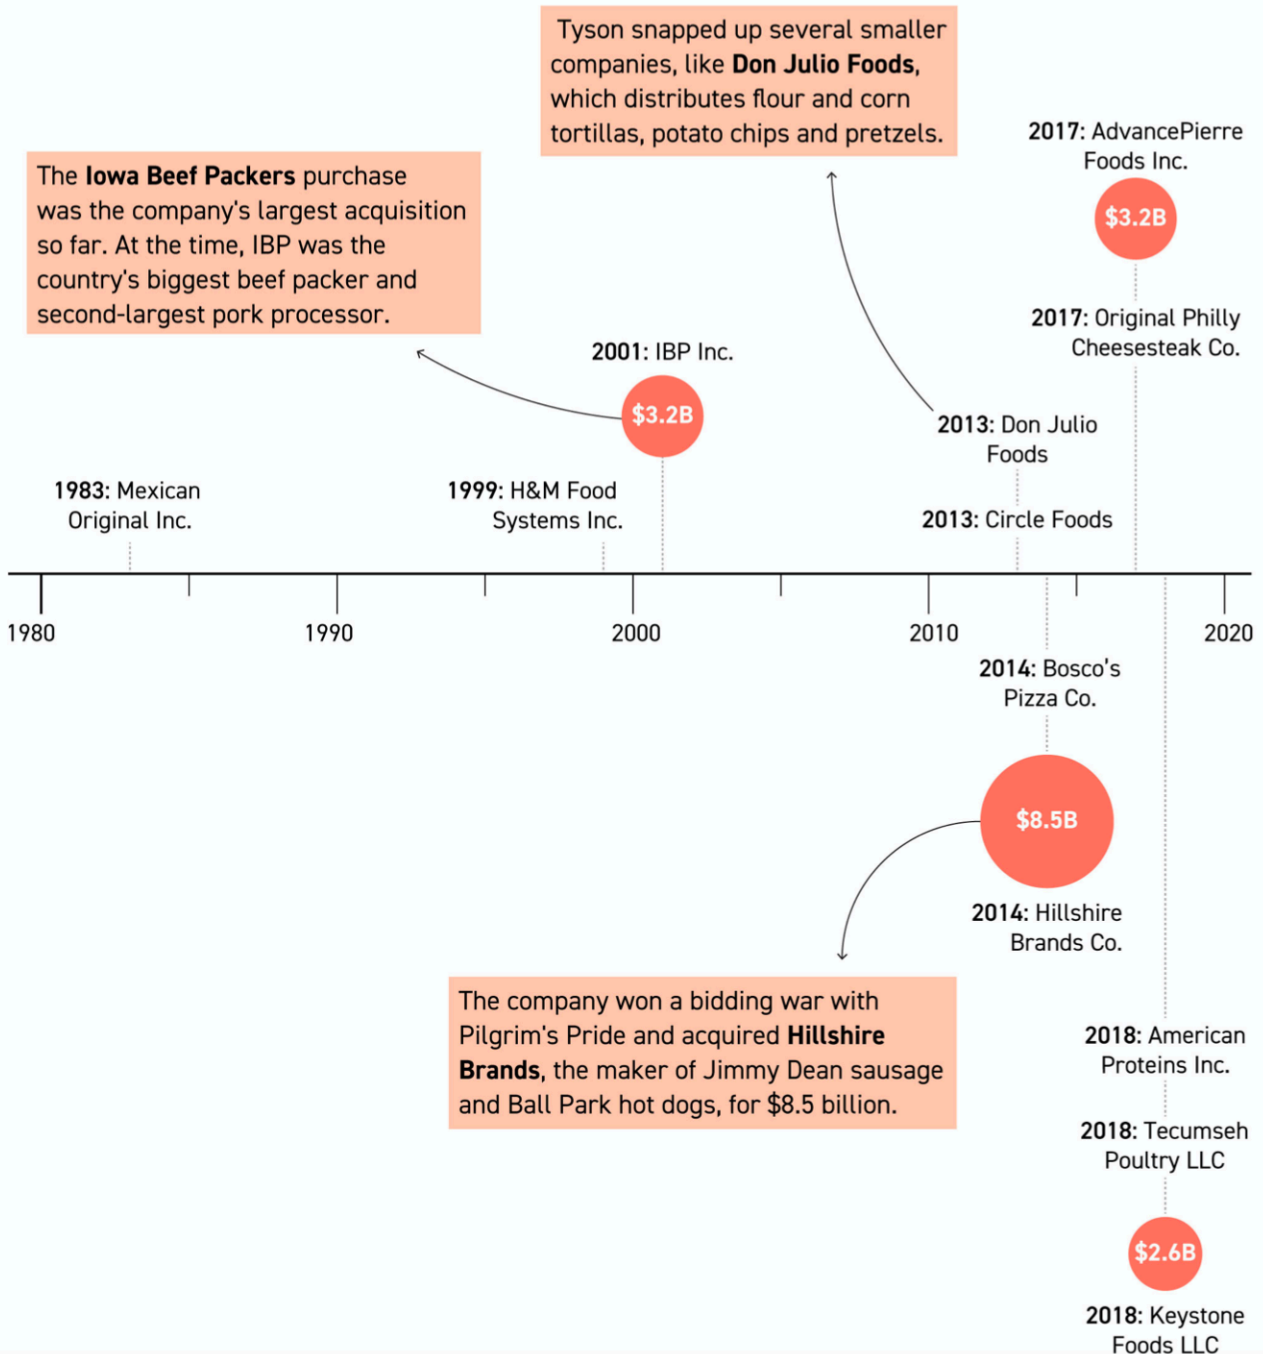 Tyson snapped up several smaller
companies, like Don Julio Foods,
which distributes flour and corn
tortillas, potato chips and pretzels.
2017: AdvancePierre
Foods Inc.
$3.2B
The Iowa Beef Packers purchase
was the company's largest acquisition
so far. At the time, IBP was the
country's biggest beef packer and
second-largest pork processor.
2017: Original Philly
Cheesesteak Co.
2001: IBP Inc.
$3.2B
2013: Don Julio
Foods
1983: Mexican
Original Inc.
1999: H&M Food
Systems Inc.
2013: Circle Foods
1980
1990
2000
2010
2020
2014: Bosco's
Pizza Co.
$8.5B
2014: Hillshire
Brands Co.
The company won a bidding war with
Pilgrim's Pride and acquired Hillshire
Brands, the maker of Jimmy Dean sausage
and Ball Park hot dogs, for $8.5 billion.
2018: American
Proteins Inc.
2018: Tecumseh
Poultry LLC
$2.6B
2018: Keystone
Foods LLC